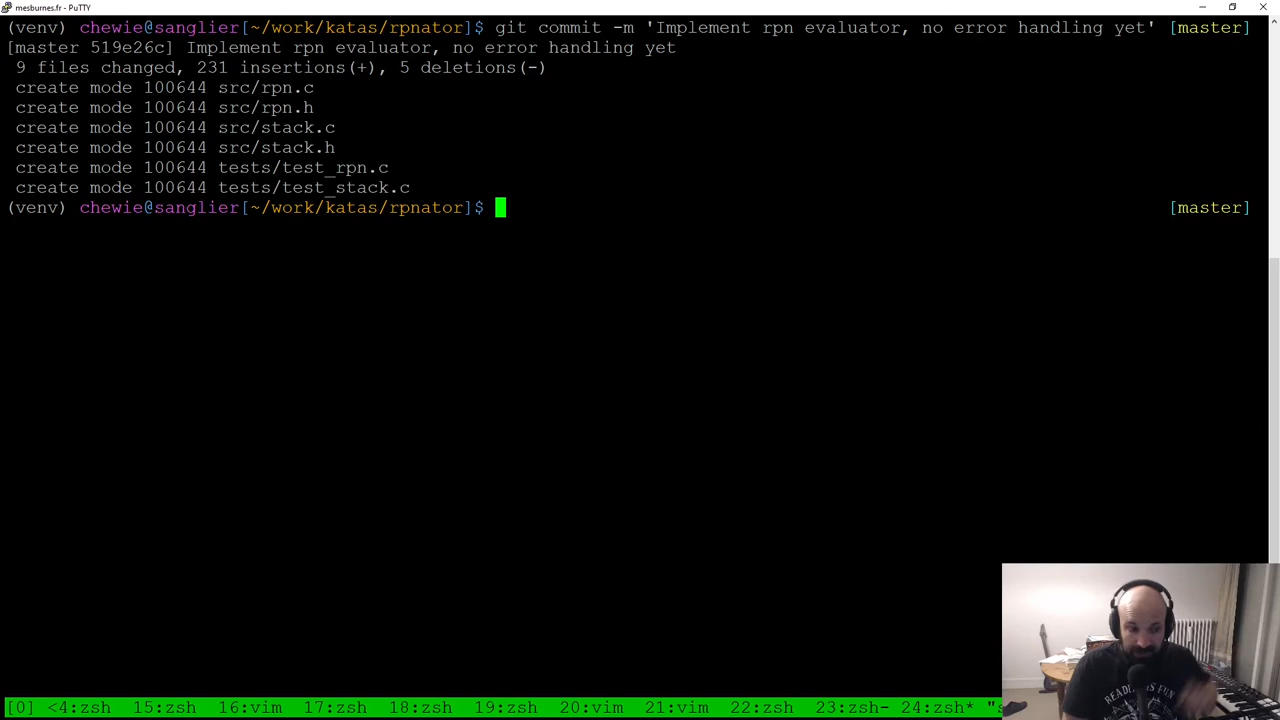 mesburnes.fr - PuTTY
(venv) chewie@sanglier[~/work/katas/rpnator]$ git commit -m 'Implement rpn evaluator, no error handling yet' [master]
[master 519e26c] Implement rpn evaluator, no error handling yet
9 files changed, 231 insertions(+), 5 deletions(-)
create mode 100644 src/rpn.c
create mode 100644 src/rpn.h
create mode 100644 src/stack.c
create mode 100644 src/stack.h
create mode 100644 tests/test_rpn.c
create mode 100644 tests/test_stack.c
(venv) chewie@sanglier[~/work/katas/rpnator]$ [master]
[0] <4:zsh 15:zsh 16:vim 17:zsh 18:zsh 19:zsh 20:vim 21:vim 22:zsh 23:zsh- 24:zsh* "s